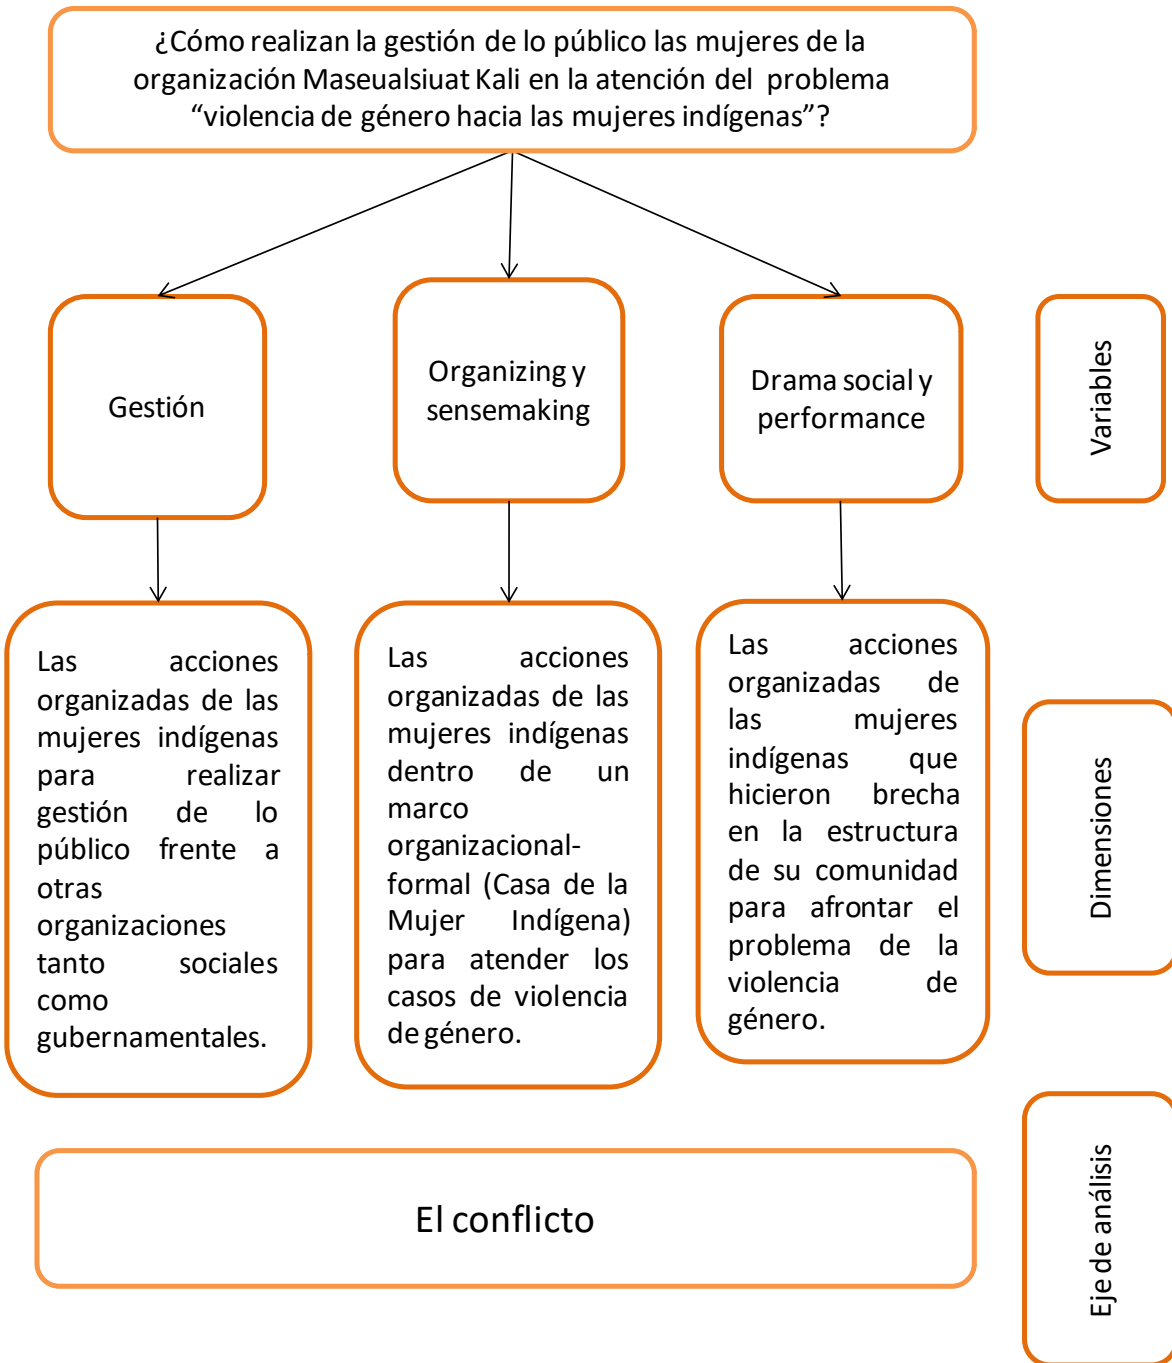 ¿Cómo realizan la gestión de lo público las mujeres de la
organización Maseualsiuat Kali en la atención del problema
“violencia de género hacia las mujeres indígenas”?
Gestión
Organizing y
sensemaking
Drama social y
performance
Variables
Las acciones
organizadas de las
mujeres indígenas
para realizar
gestión de lo
público frente a
otras
organizaciones
tanto sociales
como
gubernamentales.
Las acciones
organizadas de las
mujeres indígenas
dentro de un
marco
organizacional-
formal (Casa de la
Mujer Indígena)
para atender los
casos de violencia
de género.
Las acciones
organizadas de
las mujeres
indígenas que
hicieron brecha
en la estructura
de su comunidad
para afrontar el
problema de la
violencia de
género.
Dimensiones
El conflicto
Eje de análisis